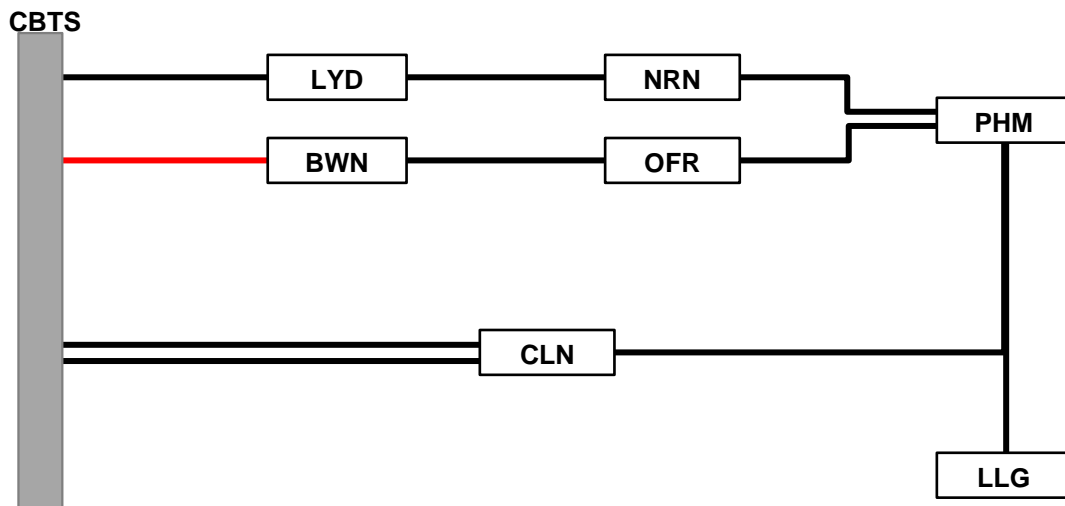 CBTS
LYD
NRN
PHM
BWN
OFR
CLN
LLG